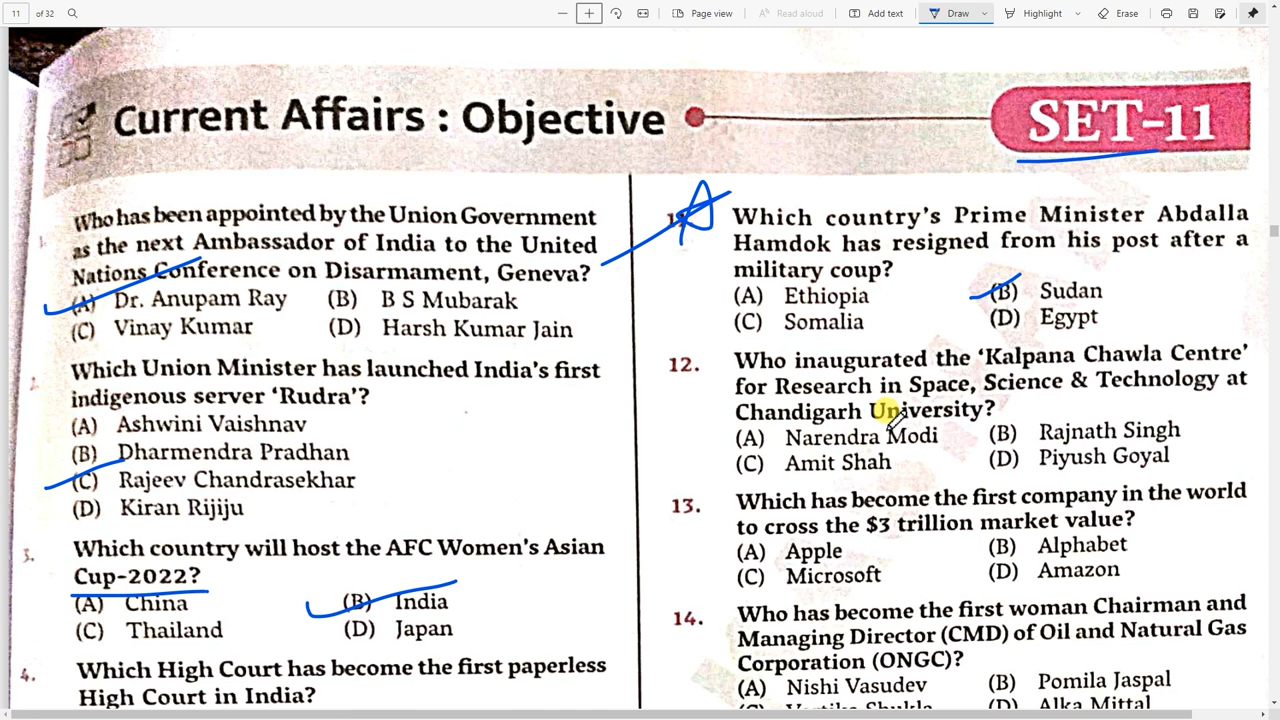 11 of 32
Page view
Read aloud
Add text
Draw
Highlight
Erase
Current Affairs : Objective
SET-11
1.
Who has been appointed by the Union Government
as the next Ambassador of India to the United
Nations Conference on Disarmament, Geneva?
(A) Dr. Anupam Ray (B) B S Mubarak
(C) Vinay Kumar (D) Harsh Kumar Jain
2.
Which Union Minister has launched India's first
indigenous server 'Rudra'?
(A) Ashwini Vaishnav
(B) Dharmendra Pradhan
(C) Rajeev Chandrasekhar
(D) Kiran Rijiju
3.
Which country will host the AFC Women's Asian
Cup-2022?
(A) China (B) India
(C) Thailand (D) Japan
4.
Which High Court has become the first paperless
High Court in India?
Which country's Prime Minister Abdalla
Hamdok has resigned from his post after a
military coup?
(A) Ethiopia (B) Sudan
(C) Somalia (D) Egypt
12. Who inaugurated the 'Kalpana Chawla Centre'
for Research in Space, Science & Technology at
Chandigarh University?
(A) Narendra Modi (B) Rajnath Singh
(C) Amit Shah (D) Piyush Goyal
13. Which has become the first company in the world
to cross the $3 trillion market value?
(A) Apple (B) Alphabet
(C) Microsoft (D) Amazon
14. Who has become the first woman Chairman and
Managing Director (CMD) of Oil and Natural Gas
Corporation (ONGC)?
(A) Nishi Vasudev (B) Pomila Jaspal
(D) Alka Mittal